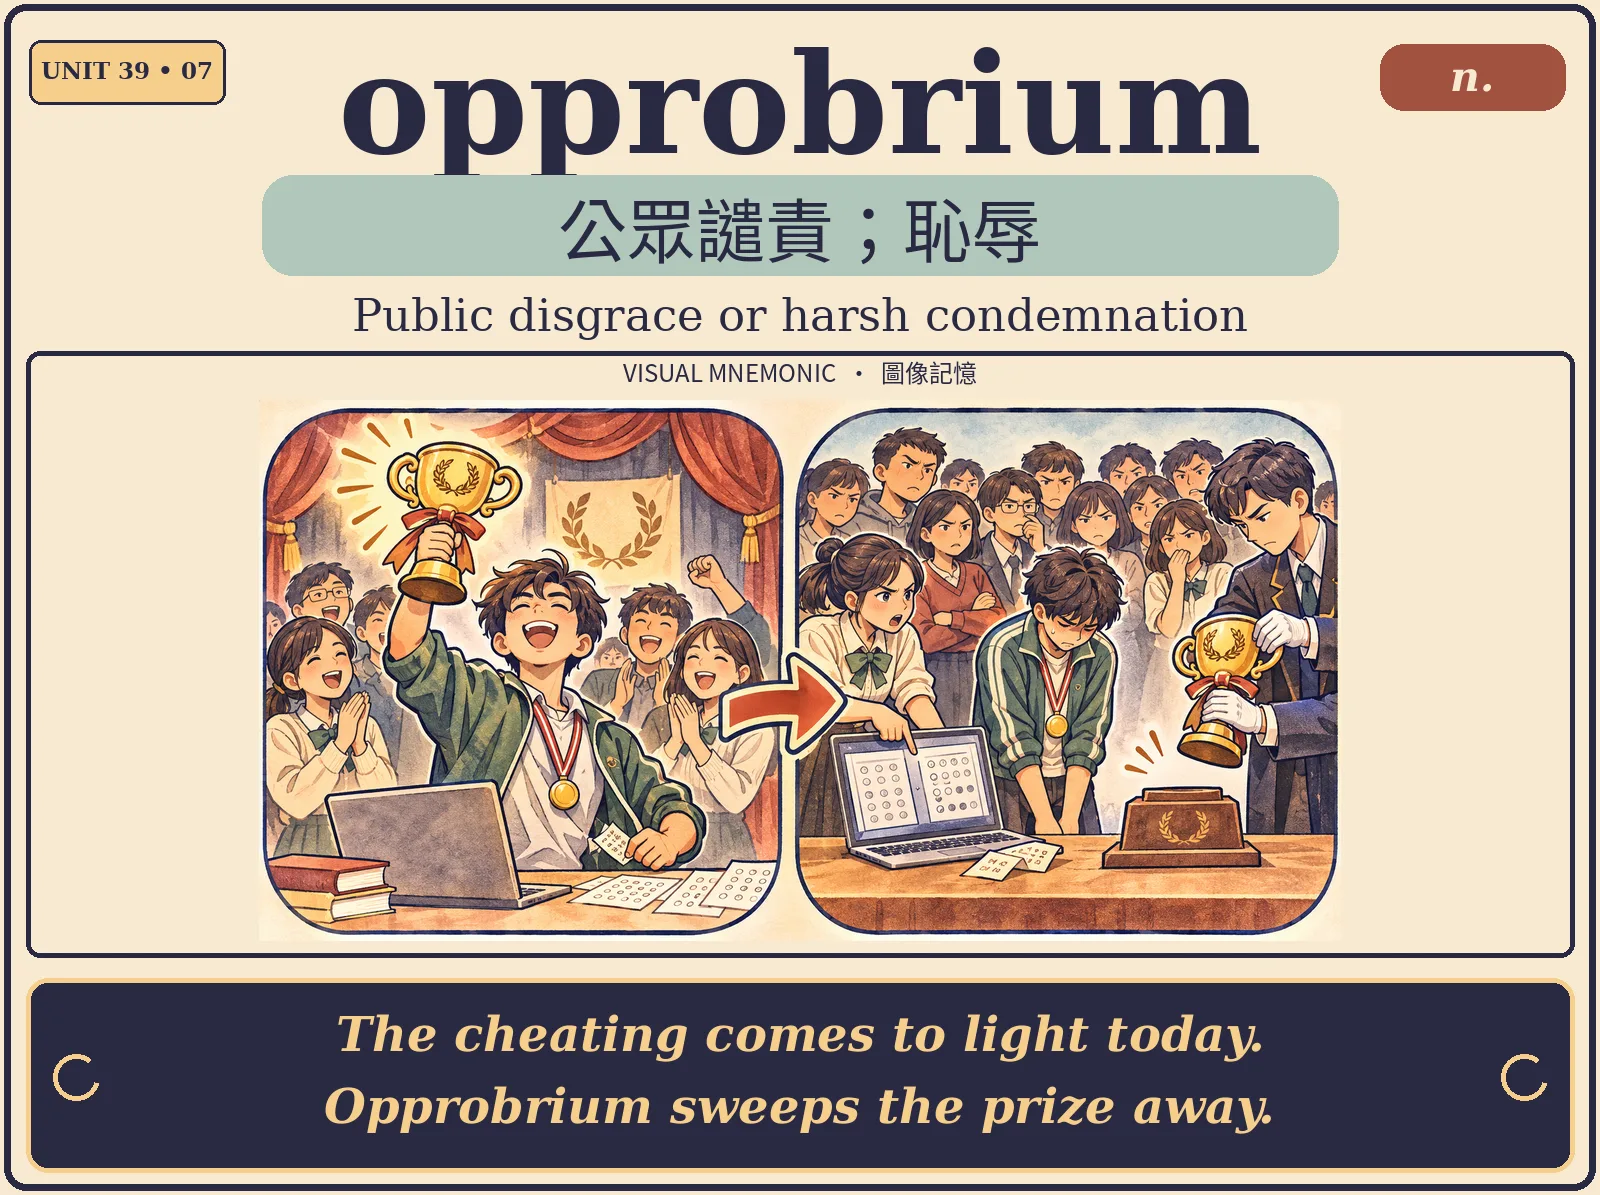 UNIT 39 • 07
opprobrium
n.
公眾譴責；恥辱
Public disgrace or harsh condemnation
VISUAL MNEMONIC • 圖像記憶
The cheating comes to light today.
Opprobrium sweeps the prize away.